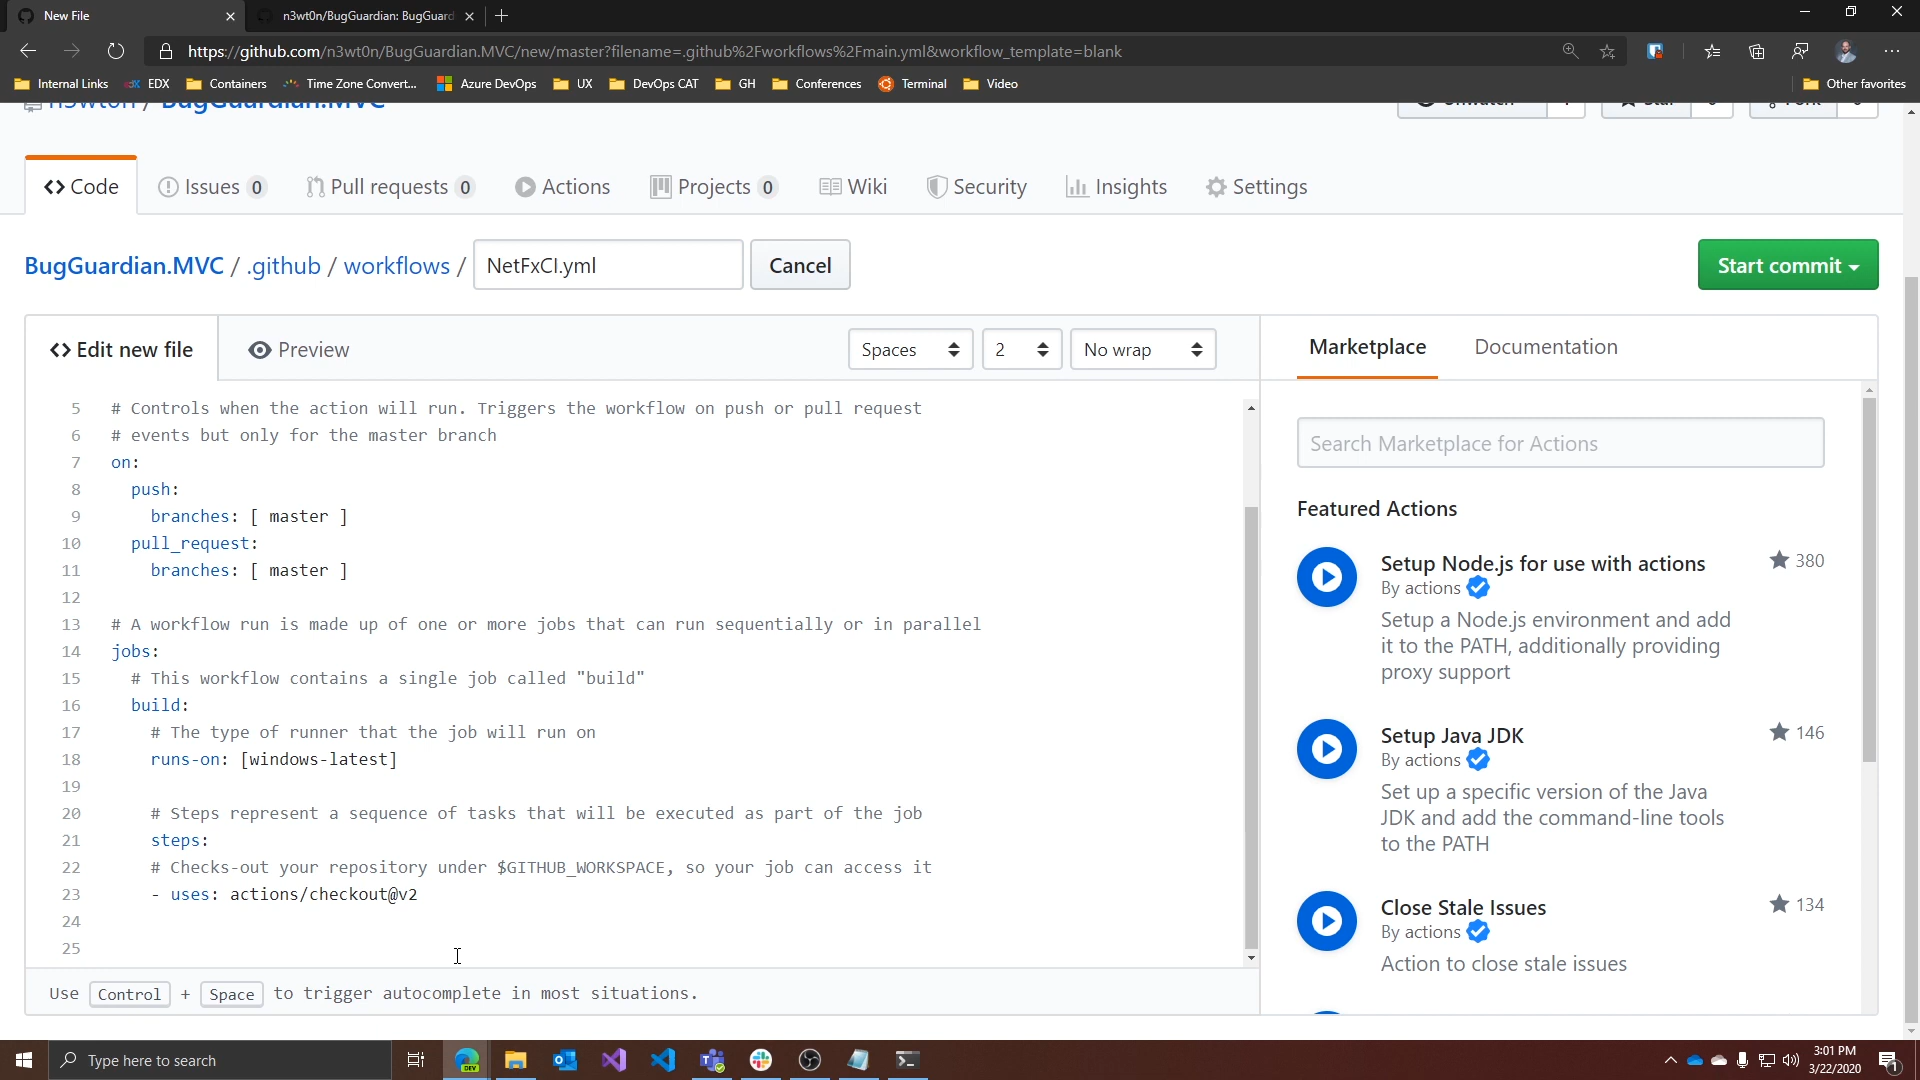 New File
n3wt0n/BugGuardian: BugGuard
https://github.com/n3wt0n/BugGuardian.MVC/new/master?filename=.github%2Fworkflows%2Fmain.yml&workflow_template=blank
Internal Links
EDX
Containers
Time Zone Convert...
Azure DevOps
UX
DevOps CAT
GH
Conferences
Terminal
Video
Other favorites
n3wt0n / BugGuardian.MVC
Unwatch
Star
Fork
Code
Issues 0
Pull requests 0
Actions
Projects 0
Wiki
Security
Insights
Settings
BugGuardian.MVC / .github / workflows / NetFxCI.yml
Cancel
Start commit
<> Edit new file
Preview
Spaces
2
No wrap
Marketplace
Documentation
5 # Controls when the action will run. Triggers the workflow on push or pull request
6 # events but only for the master branch
7 on:
8 push:
9 branches: [ master ]
10 pull_request:
11 branches: [ master ]
12
13 # A workflow run is made up of one or more jobs that can run sequentially or in parallel
14 jobs:
15 # This workflow contains a single job called "build"
16 build:
17 # The type of runner that the job will run on
18 runs-on: [windows-latest]
19
20 # Steps represent a sequence of tasks that will be executed as part of the job
21 steps:
22 # Checks-out your repository under $GITHUB_WORKSPACE, so your job can access it
23 - uses: actions/checkout@v2
24
25
Use Control + Space to trigger autocomplete in most situations.
Search Marketplace for Actions
Featured Actions
Setup Node.js for use with actions
380
By actions
Setup a Node.js environment and add
it to the PATH, additionally providing
proxy support
Setup Java JDK
146
By actions
Set up a specific version of the Java
JDK and add the command-line tools
to the PATH
Close Stale Issues
134
By actions
Action to close stale issues
Type here to search
DEV
3:01 PM
3/22/2020
1